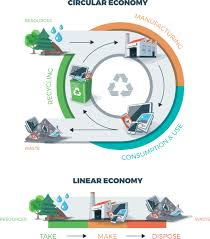 CIRCULAR ECONOMY
RESOURCES
MANUFACTURING
RECYCLING
CONSUMPTION & USE
WASTE
LINEAR ECONOMY
RESOURCES
WASTE
TAKE
MAKE
DISPOSE